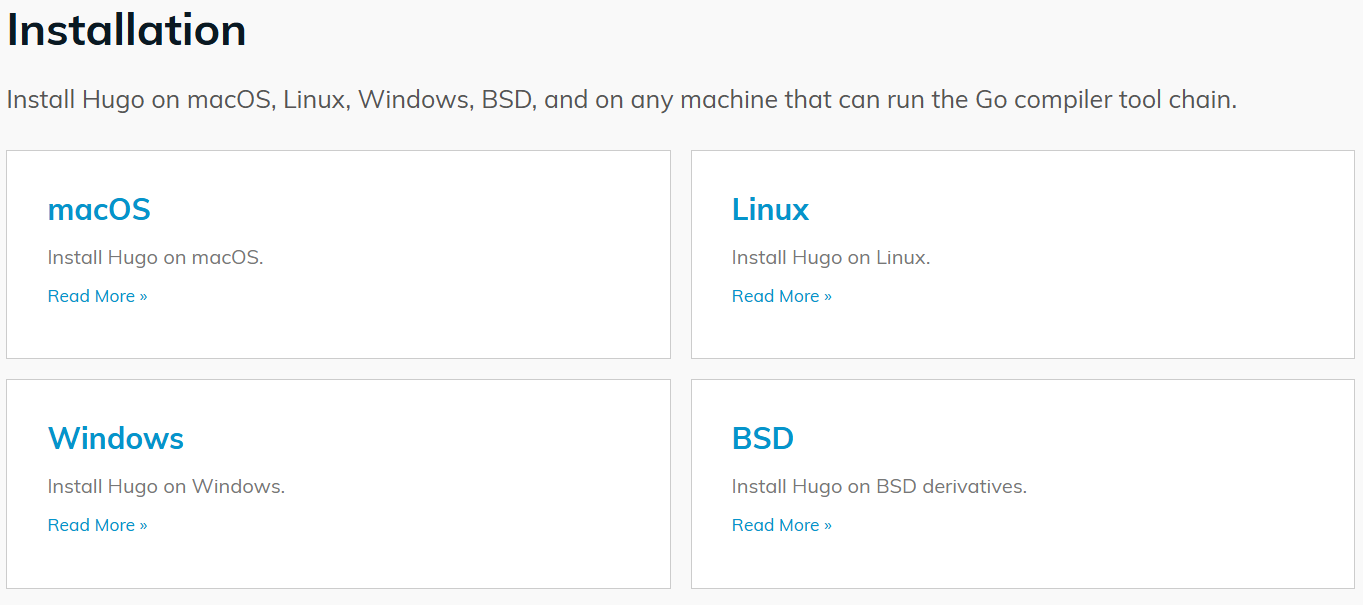 Installation
Install Hugo on macOS, Linux, Windows, BSD, and on any machine that can run the Go compiler tool chain.
macOS
Install Hugo on macOS.
Read More »
Linux
Install Hugo on Linux.
Read More »
Windows
Install Hugo on Windows.
Read More »
BSD
Install Hugo on BSD derivatives.
Read More »